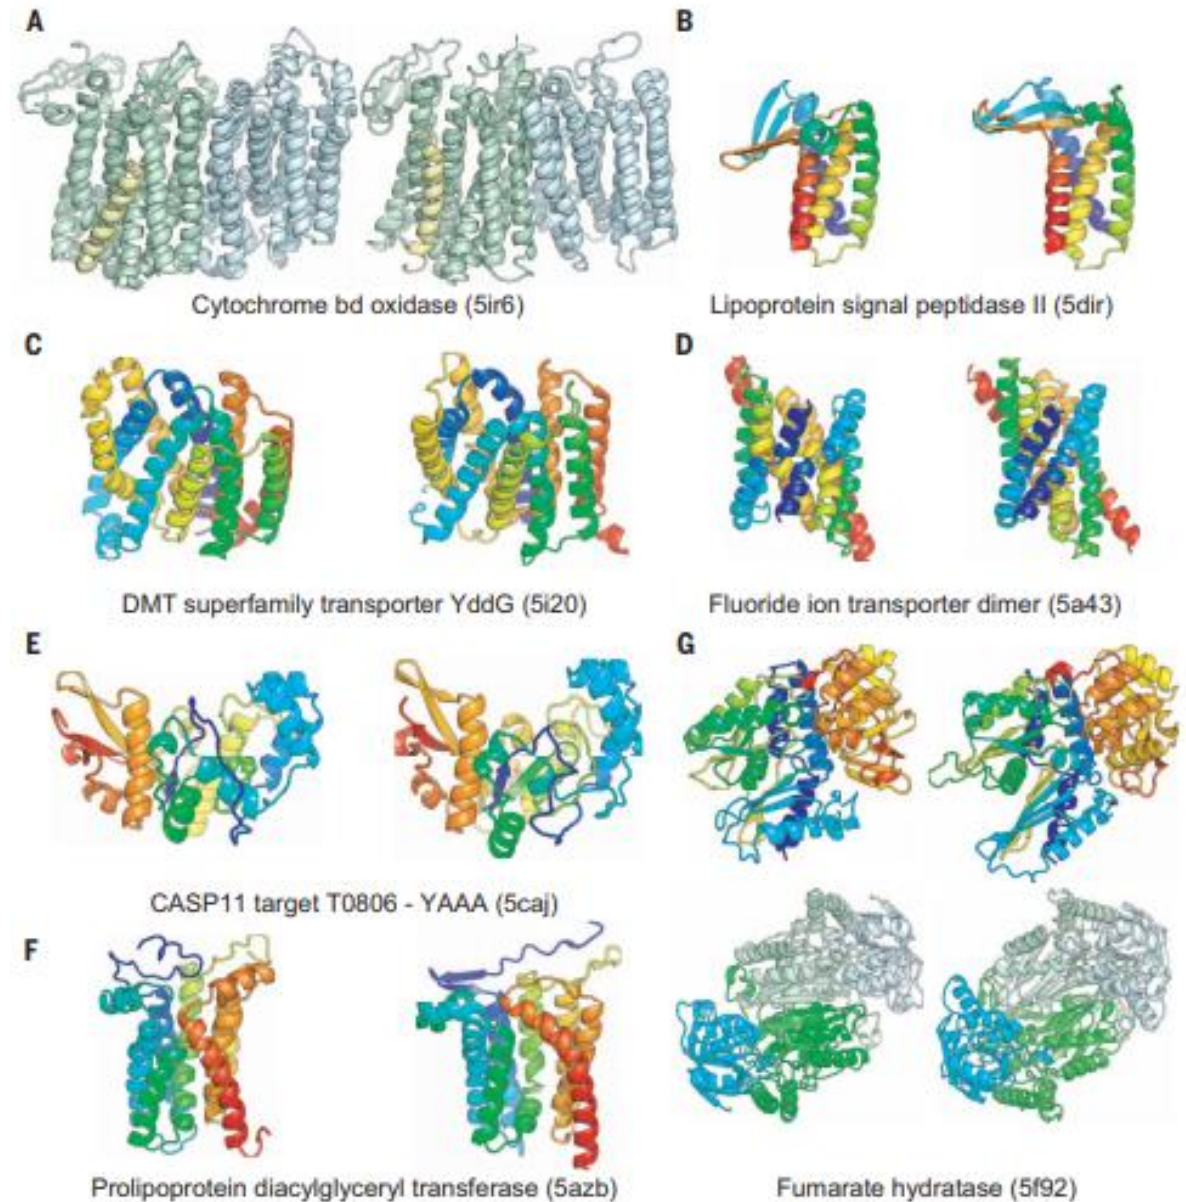 A
B
Cytochrome bd oxidase (5ir6)
Lipoprotein signal peptidase II (5dir)
C
D
DMT superfamily transporter YddG (5i20)
Fluoride ion transporter dimer (5a43)
E
G
CASP11 target T0806 - YAAA (5caj)
F
Prolipoprotein diacylglyceryl transferase (5azb)
Fumarate hydratase (5f92)